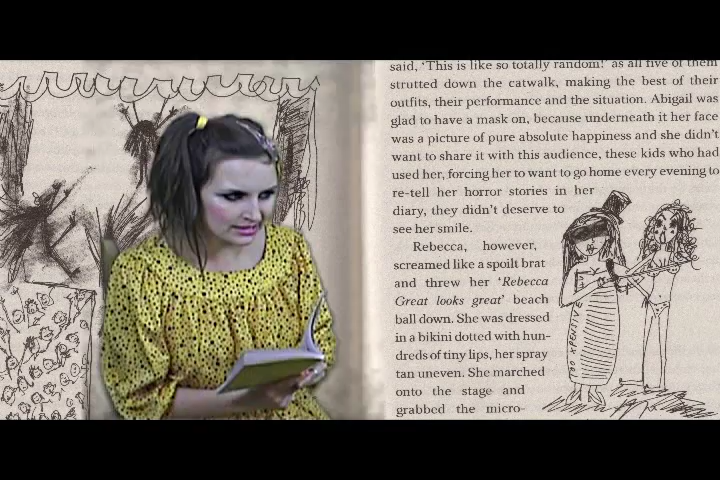 said, 'This is like so totally random!' as all five of them
strutted down the catwalk, making the best of their
outfits, their performance and the situation. Abigail was
glad to have a mask on, because underneath it her face
was a picture of pure absolute happiness and she didn't
want to share it with this audience, these kids who had
used her, forcing her to want to go home every evening to
re-tell her horror stories in her
diary, they didn't deserve to
see her smile.
Rebecca, however,
screamed like a spoilt brat
and threw her 'Rebecca
Great looks great' beach
ball down. She was dressed
in a bikini dotted with hun-
dreds of tiny lips, her spray
tan uneven. She marched
onto the stage and
grabbed the micro-